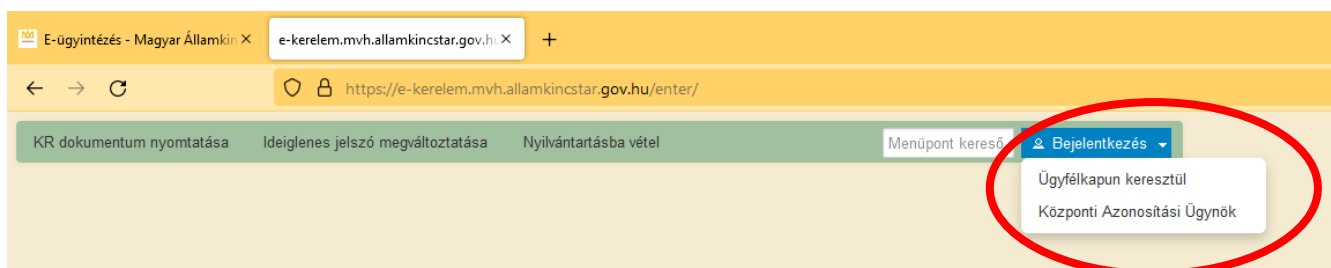 E-ügyintézés - Magyar Államkin
e-kerelem.mvh.allamkincstar.gov.hu
https://e-kerelem.mvh.allamkincstar.gov.hu/enter/
KR dokumentum nyomtatása Ideiglenes jelszó megváltoztatása Nyilvántartásba vétel Menüpont kereső Bejelentkezés
Ügyfélkapun keresztül
Központi Azonosítási Ügynök